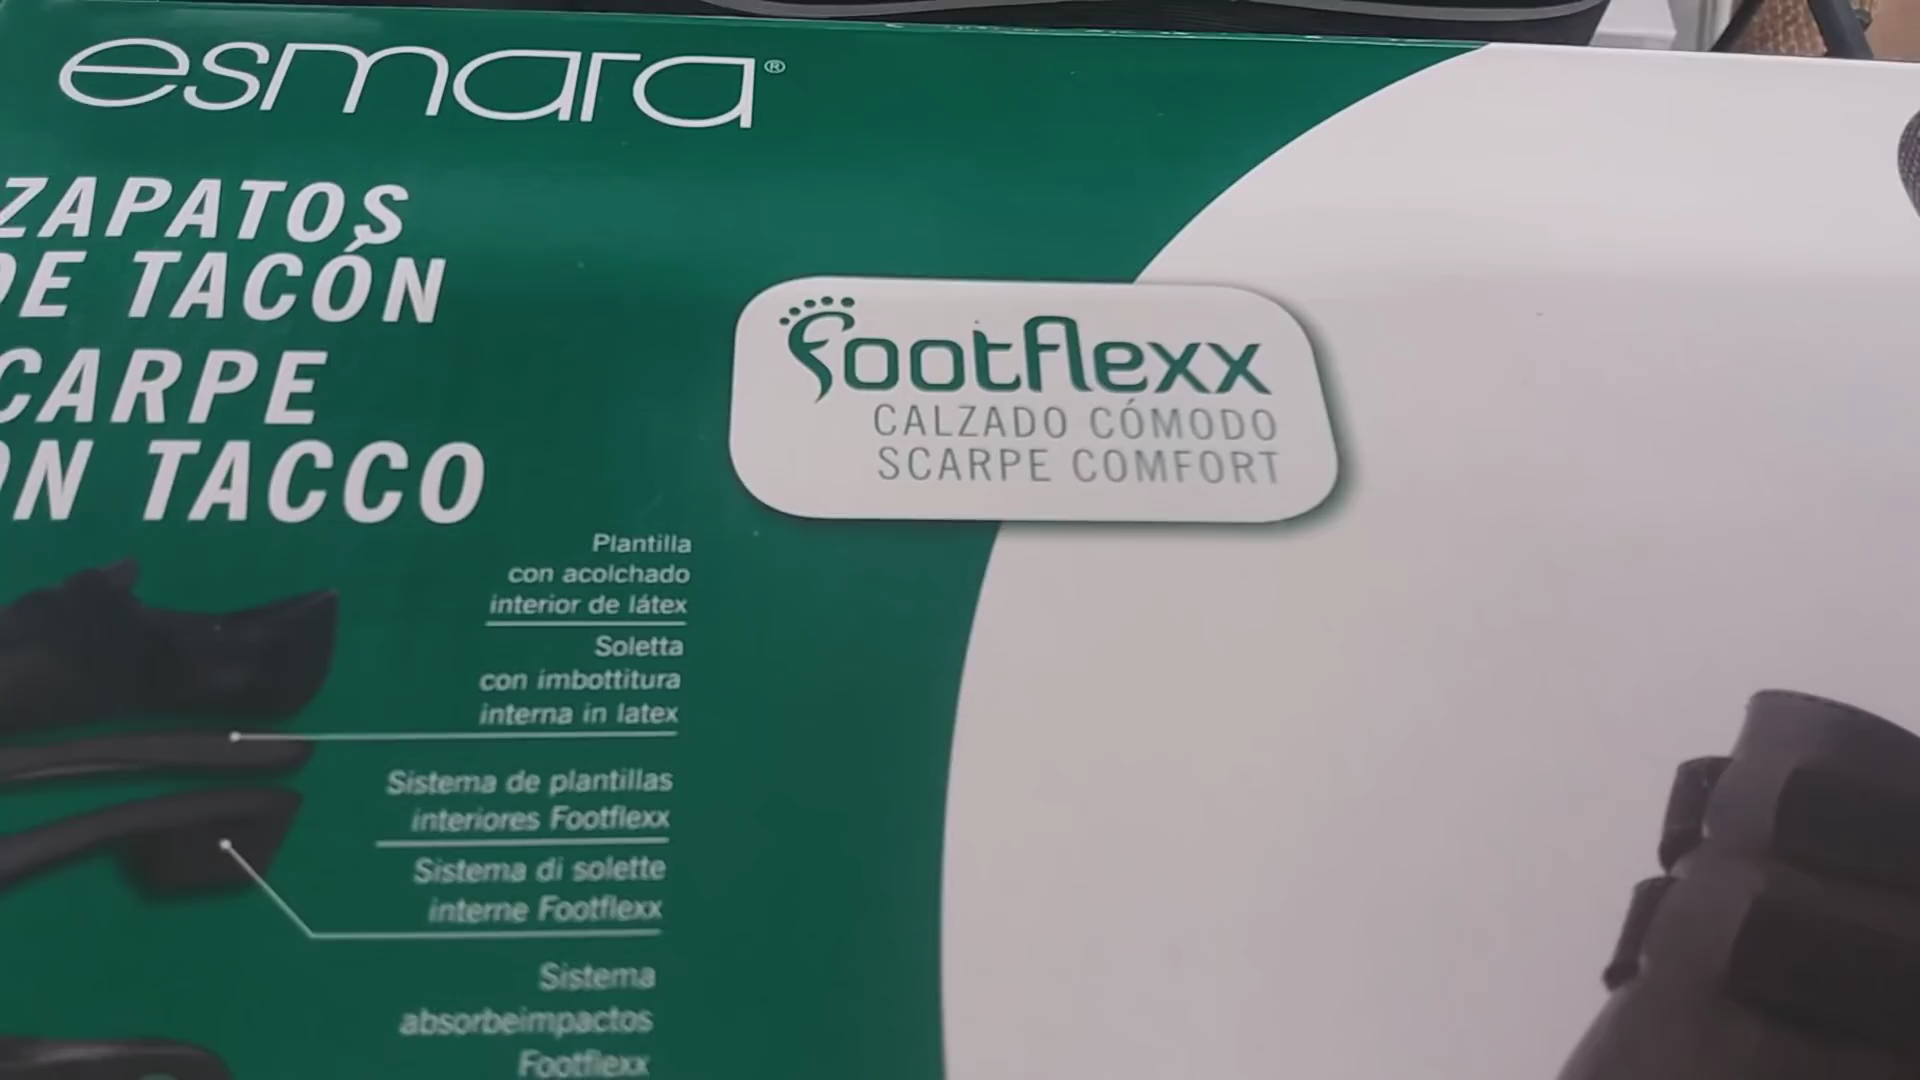 esmara®
ZAPATOS
DE TACÓN
SCARPE
ON TACCO
Footflexx
CALZADO CÓMODO
SCARPE COMFORT
Plantilla
con acolchado
interior de látex
Soletta
con imbottitura
interna in latex
Sistema de plantillas
interiores Footflexx
Sistema di solette
interne Footflexx
Sistema
absorbeimpactos
Footflexx